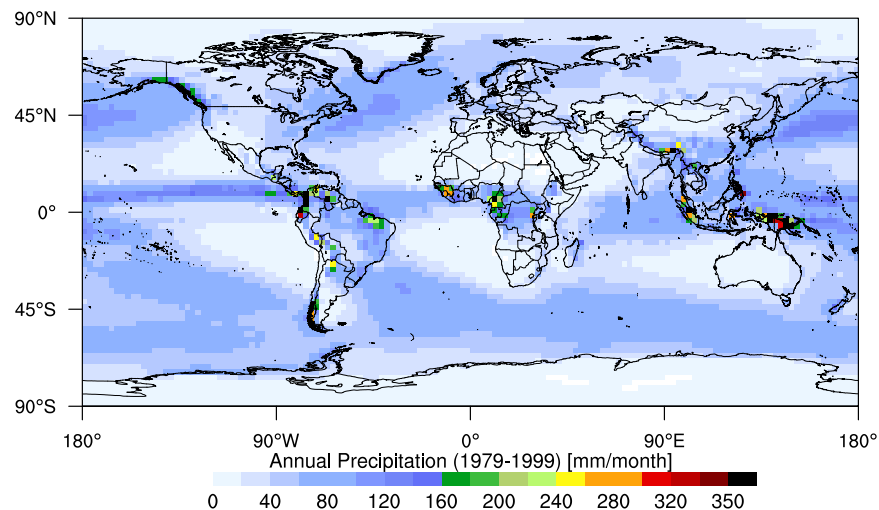 90°N
45°N
0°
45°S
90°S
180° 90°W 0° 90°E 180°
Annual Precipitation (1979-1999) [mm/month]
0 40 80 120 160 200 240 280 320 350